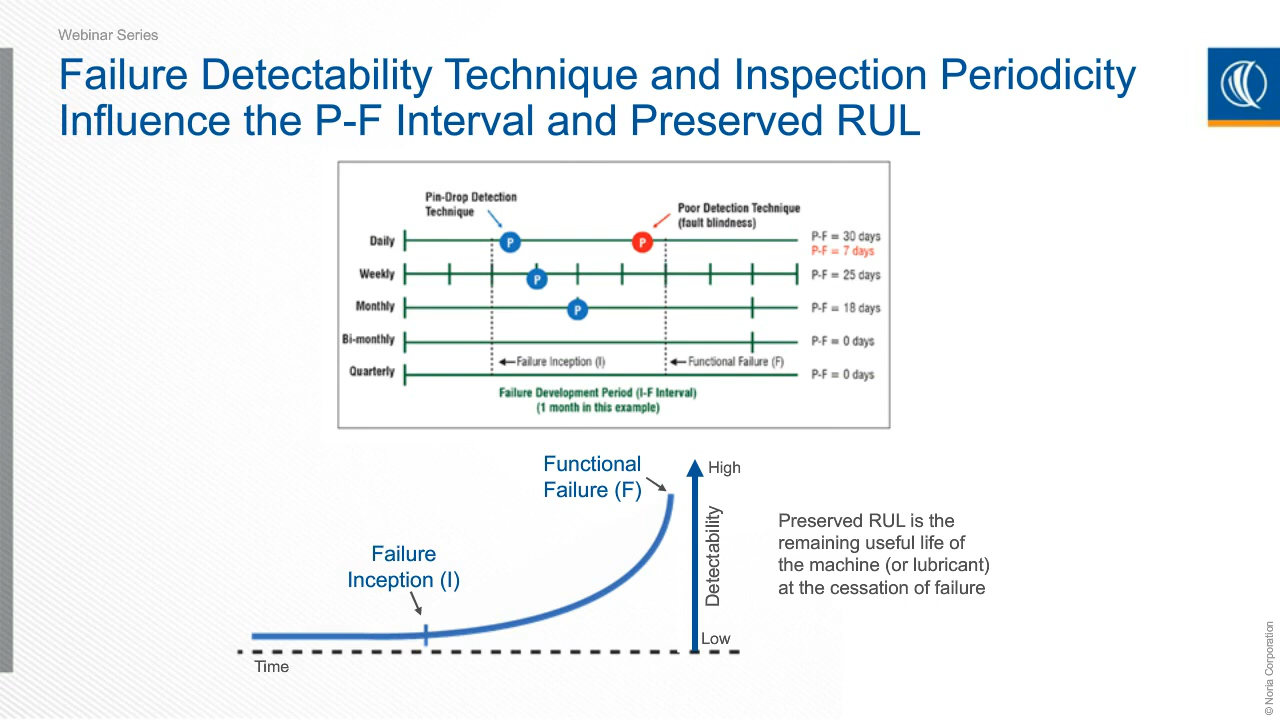 Webinar Series
Failure Detectability Technique and Inspection Periodicity
Influence the P-F Interval and Preserved RUL
Pin-Drop Detection
Technique
Poor Detection Technique
(fault blindness)
Daily
P
P
P-F = 30 days
P-F = 7 days
Weekly
P
P-F = 25 days
Monthly
P
P-F = 18 days
Bi-monthly
P-F = 0 days
Failure Inception (I)
Functional Failure (F)
Quarterly
P-F = 0 days
Failure Development Period (I-F Interval)
(1 month in this example)
Functional
Failure (F)
High
Failure
Inception (I)
Detectability
Low
Time
Preserved RUL is the
remaining useful life of
the machine (or lubricant)
at the cessation of failure
© Noria Corporation